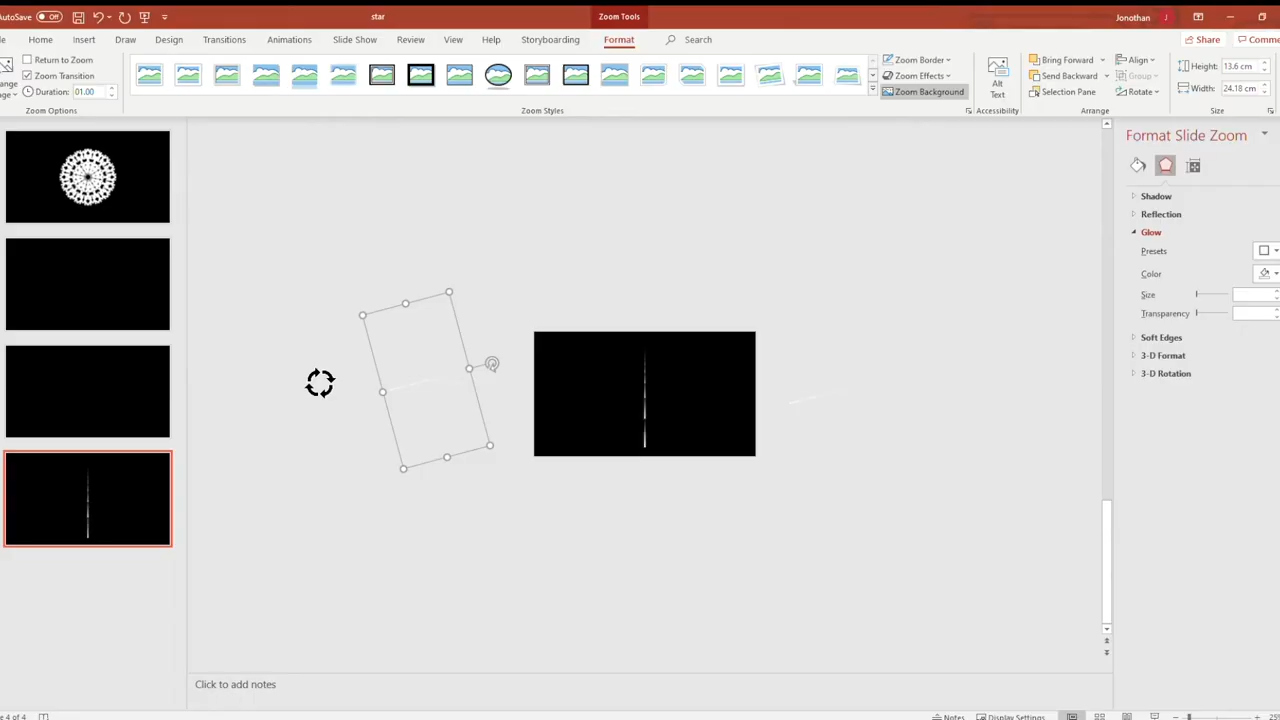 AutoSave Off star Zoom Tools Jonothan J
Home Insert Draw Design Transitions Animations Slide Show Review View Help Storyboarding Format Search Share
Return to Zoom
Zoom Transition
Duration: 01.00
Zoom Options
Zoom Styles
Zoom Border
Zoom Effects
Zoom Background
Alt
Text
Accessibility
Bring Forward
Send Backward
Selection Pane
Align
Group
Rotate
Arrange
Height: 13.6 cm
Width: 24.18 cm
Size
Format Slide Zoom
Shadow
Reflection
Glow
Presets
Color
Size
Transparency
Soft Edges
3-D Format
3-D Rotation
Click to add notes
4 of 4 Notes Display Settings